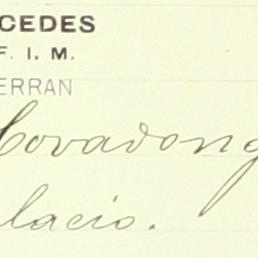 CEDES
F. I. M.
ERRAN
Covadong
lacio.